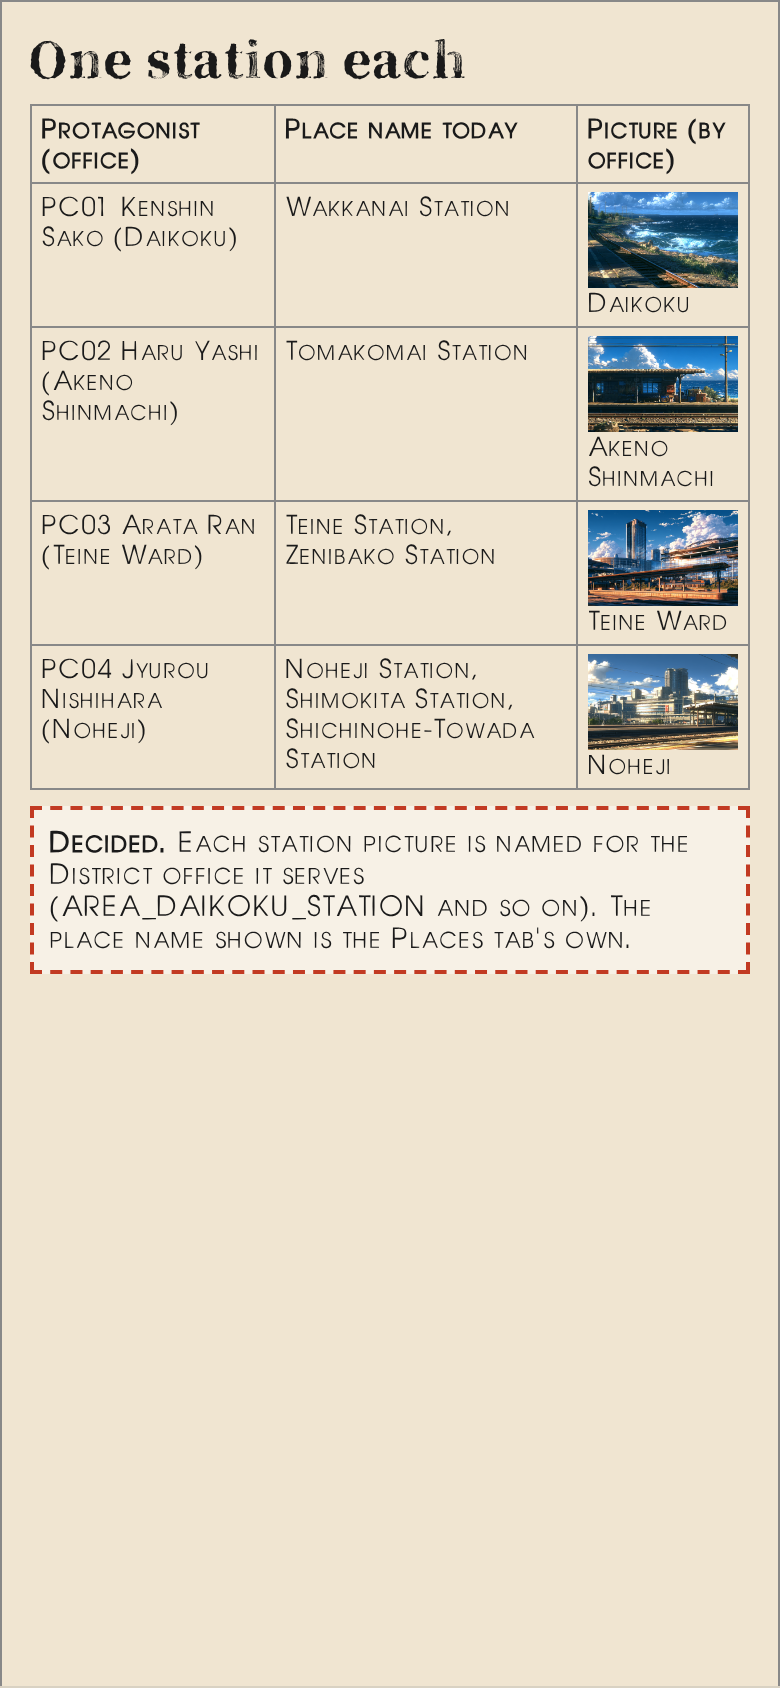 One station each
Protagonist (office)
Place name today
Picture (by office)
PC01 Kenshin Sako (Daikoku)
Wakkanai Station
Daikoku
PC02 Haru Yashi (Akeno Shinmachi)
Tomakomai Station
Akeno Shinmachi
PC03 Arata Ran (Teine Ward)
Teine Station, Zenibako Station
Teine Ward
PC04 Jyurou Nishihara (Noheji)
Noheji Station, Shimokita Station, Shichinohe-Towada Station
Noheji
Decided. Each station picture is named for the
District office it serves
(AREA_DAIKOKU_STATION and so on). The
place name shown is the Places tab's own.